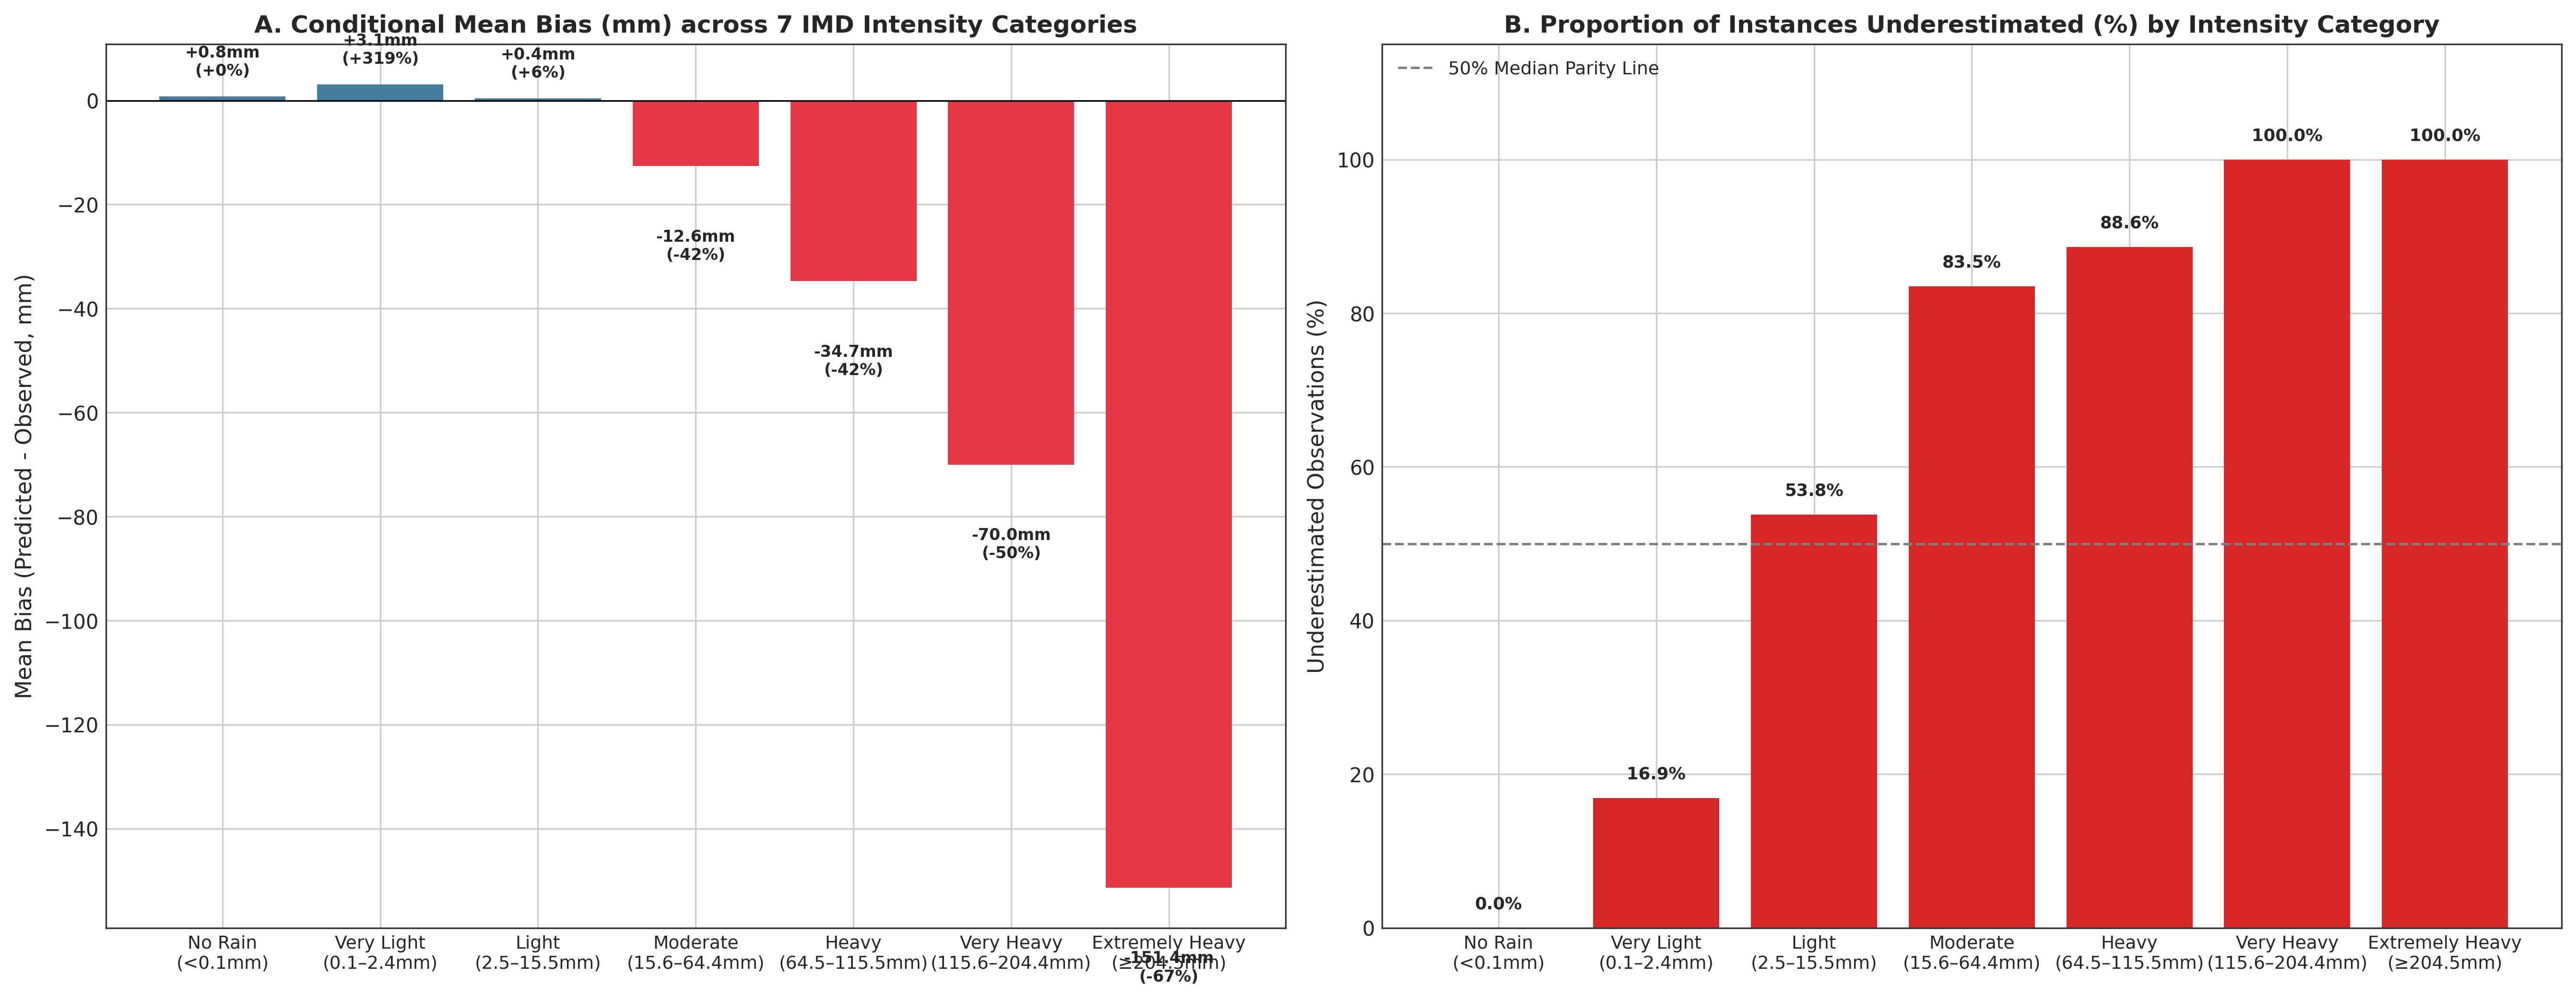 A. Conditional Mean Bias (mm) across 7 IMD Intensity Categories
Mean Bias (Predicted - Observed, mm)
0
−20
−40
−60
−80
−100
−120
−140
+0.8mm
(+0%)
+3.1mm
(+319%)
+0.4mm
(+6%)
-12.6mm
(-42%)
-34.7mm
(-42%)
-70.0mm
(-50%)
-151.4mm
(-67%)
No Rain
(<0.1mm)
Very Light
(0.1–2.4mm)
Light
(2.5–15.5mm)
Moderate
(15.6–64.4mm)
Heavy
(64.5–115.5mm)
Very Heavy
(115.6–204.4mm)
Extremely Heavy
(≥204.5mm)
B. Proportion of Instances Underestimated (%) by Intensity Category
50% Median Parity Line
Underestimated Observations (%)
100
80
60
40
20
0
0.0%
16.9%
53.8%
83.5%
88.6%
100.0%
100.0%
No Rain
(<0.1mm)
Very Light
(0.1–2.4mm)
Light
(2.5–15.5mm)
Moderate
(15.6–64.4mm)
Heavy
(64.5–115.5mm)
Very Heavy
(115.6–204.4mm)
Extremely Heavy
(≥204.5mm)